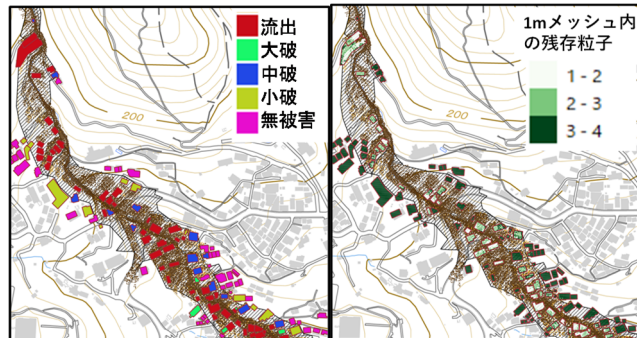 流出
大破
中破
小破
無被害
200
1mメッシュ内
の残存粒子
1 - 2
2 - 3
3 - 4
200